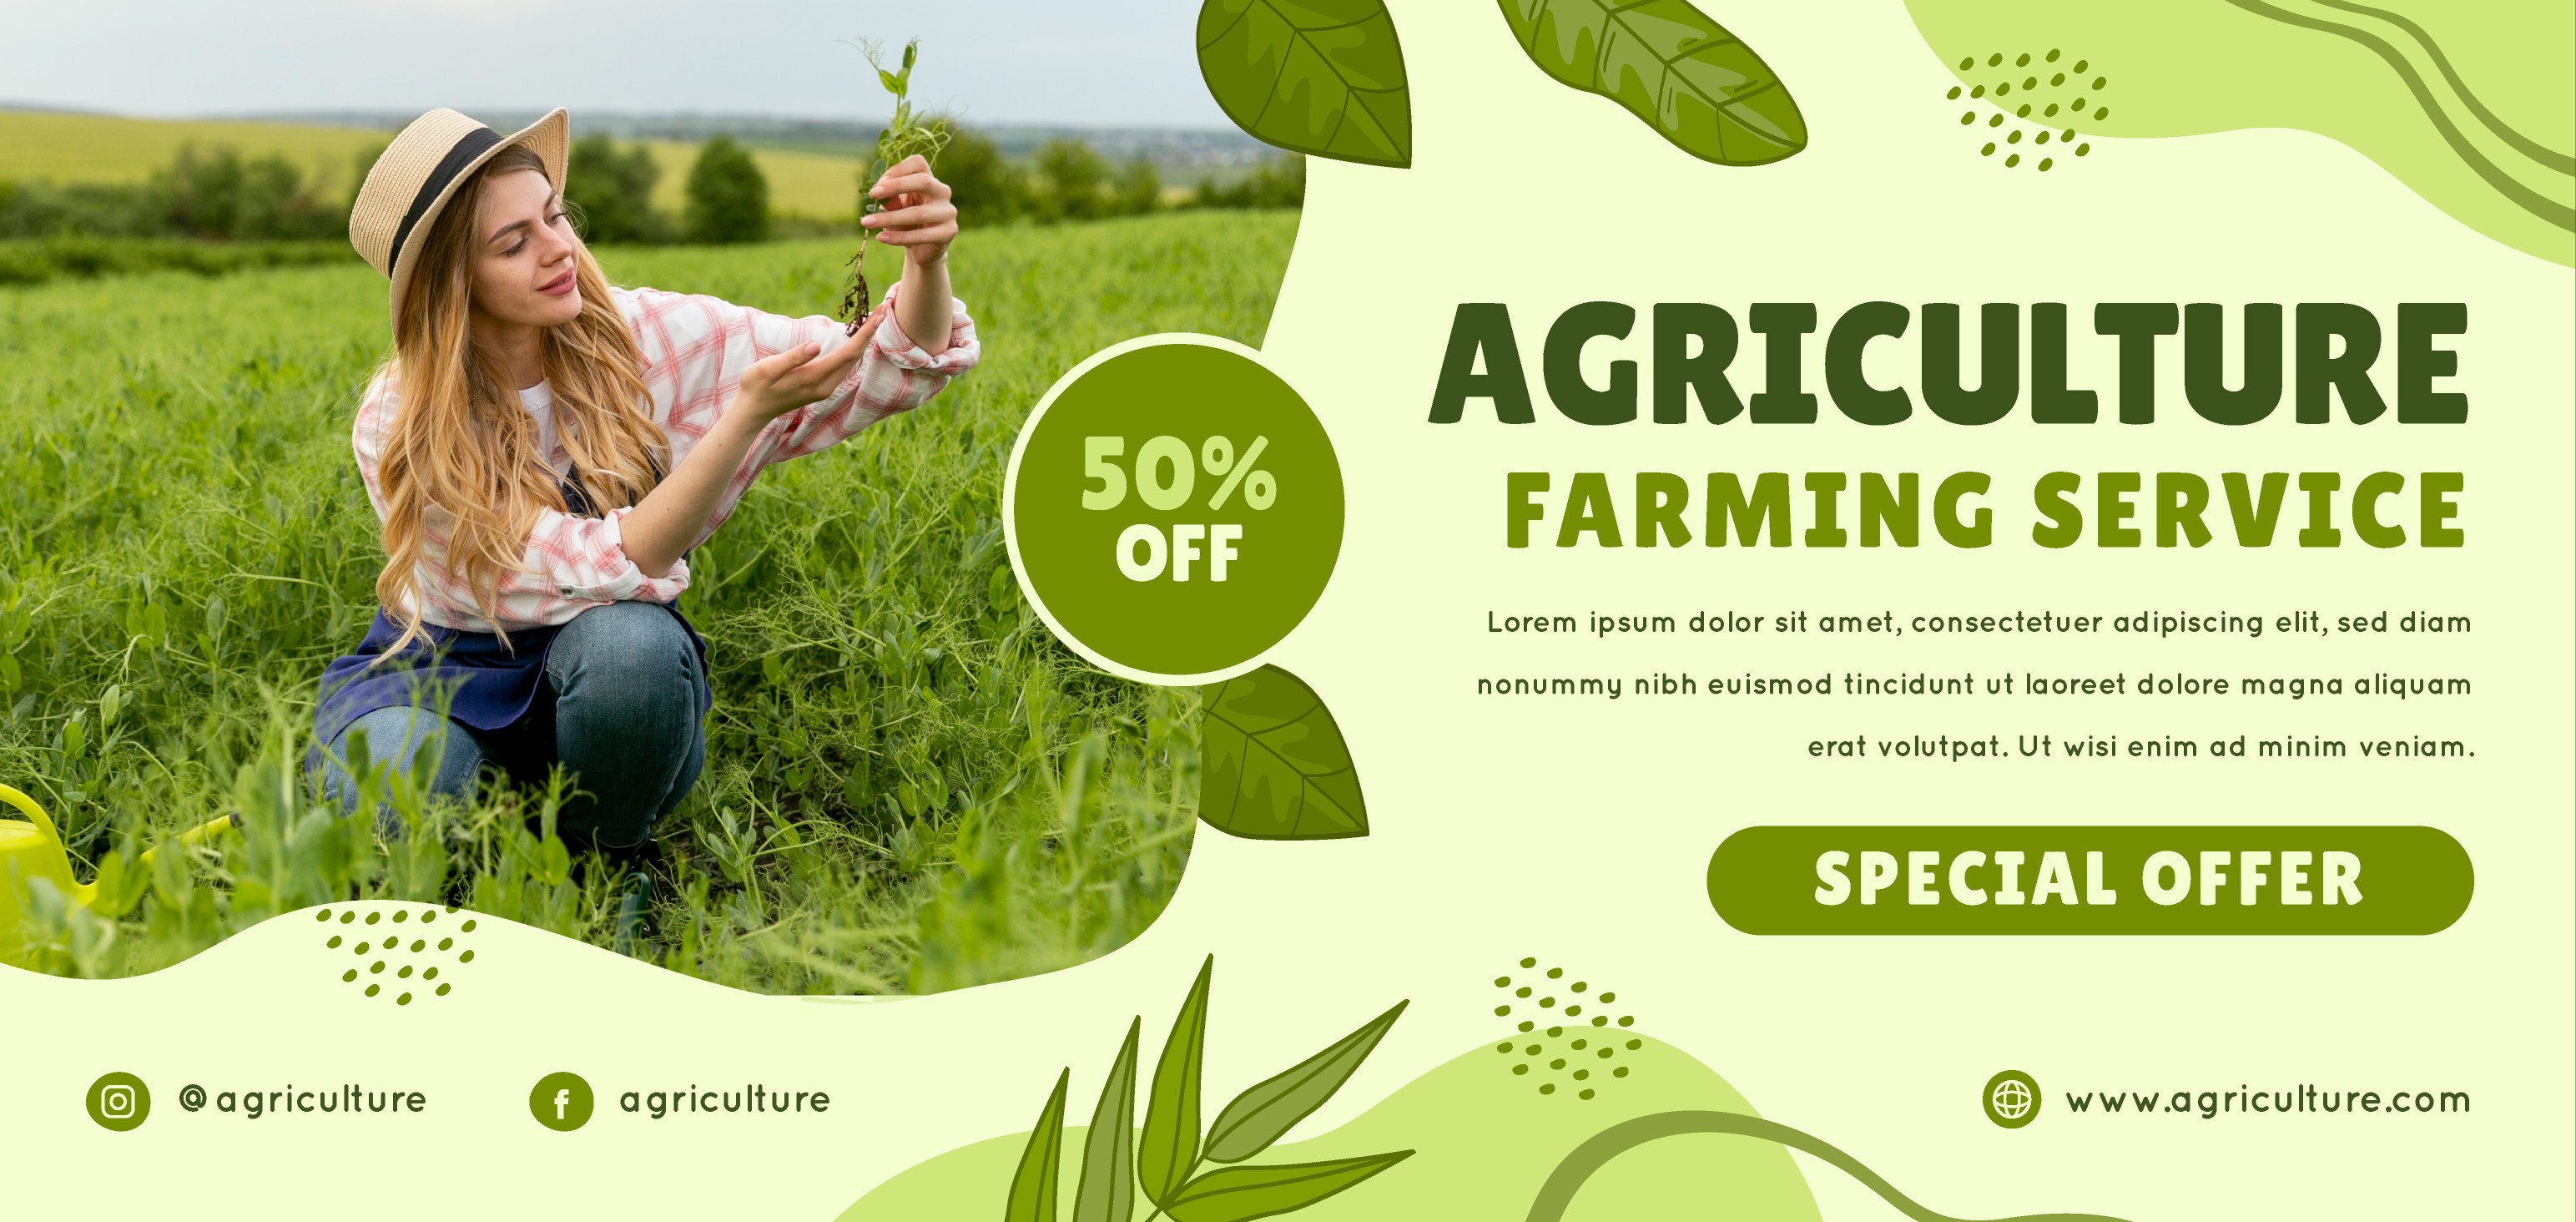 AGRICULTURE
FARMING SERVICE
50%
OFF
Lorem ipsum dolor sit amet, consectetuer adipiscing elit, sed diam
nonummy nibh euismod tincidunt ut laoreet dolore magna aliquam
erat volutpat. Ut wisi enim ad minim veniam.
SPECIAL OFFER
@agriculture
agriculture
www.agriculture.com